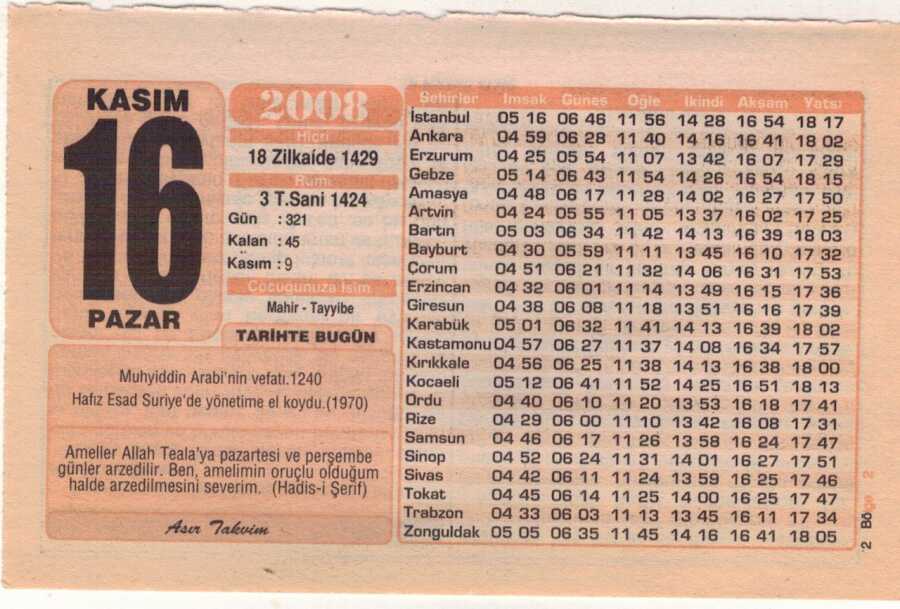 KASIM
16
PAZAR
2008
Hicri
18 Zilkaíde 1429
Rumi
3 T.Sani 1424
Gün : 321
Kalan : 45
Kasım : 9
Çocuğunuza İsim
Mahir - Tayyibe
TARİHTE BUGÜN
Muhyiddin Arabi'nin vefatı.1240
Hafız Esad Suriye'de yönetime el koydu.(1970)
Ameller Allah Teala'ya pazartesi ve perşembe
günler arzedilir. Ben, amelimin oruçlu olduğum
halde arzedilmesini severim. (Hadis-i Şerif)
Asır Takvim
Şehirler İmsak Güneş Öğle İkindi Akşam Yatsı
İstanbul 05 16 06 46 11 56 14 28 16 54 18 17
Ankara 04 59 06 28 11 40 14 16 16 41 18 02
Erzurum 04 25 05 54 11 07 13 42 16 07 17 29
Gebze 05 14 06 43 11 54 14 26 16 54 18 15
Amasya 04 48 06 17 11 28 14 02 16 27 17 50
Artvin 04 24 05 55 11 05 13 37 16 02 17 25
Bartın 05 03 06 34 11 42 14 13 16 39 18 03
Bayburt 04 30 05 59 11 11 13 45 16 10 17 32
Çorum 04 51 06 21 11 32 14 06 16 31 17 53
Erzincan 04 32 06 01 11 14 13 49 16 15 17 36
Giresun 04 38 06 08 11 18 13 51 16 16 17 39
Karabük 05 01 06 32 11 41 14 13 16 39 18 02
Kastamonu 04 57 06 27 11 37 14 08 16 34 17 57
Kırıkkale 04 56 06 25 11 38 14 13 16 38 18 00
Kocaeli 05 12 06 41 11 52 14 25 16 51 18 13
Ordu 04 40 06 10 11 20 13 53 16 18 17 41
Rize 04 29 06 00 11 10 13 42 16 08 17 31
Samsun 04 46 06 17 11 26 13 58 16 24 17 47
Sinop 04 52 06 24 11 31 14 01 16 27 17 51
Sivas 04 42 06 11 11 24 13 59 16 25 17 46
Tokat 04 45 06 14 11 25 14 00 16 25 17 47
Trabzon 04 33 06 03 11 13 13 45 16 11 17 34
Zonguldak 05 05 06 35 11 45 14 16 16 41 18 05